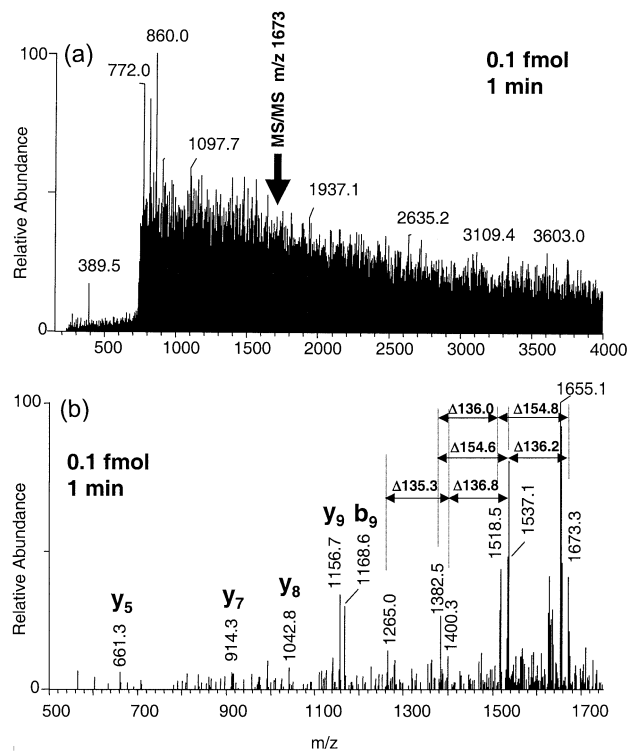 (a)
860.0
100
772.0
MS/MS m/z 1673
0.1 fmol
1 min
1097.7
1937.1
2635.2
3109.4
3603.0
389.5
Relative Abundance
0
500 1000 1500 2000 2500 3000 3500 4000
(b)
100
1655.1
Δ136.0 Δ154.8
Δ154.6 Δ136.2
Δ135.3 Δ136.8
0.1 fmol
1 min
y9 b9
1156.7
1168.6
1518.5
1537.1
1673.3
y5
y7
y8
661.3
914.3
1042.8
1265.0
1382.5
1400.3
Relative Abundance
0
500 700 900 1100 1300 1500 1700
m/z